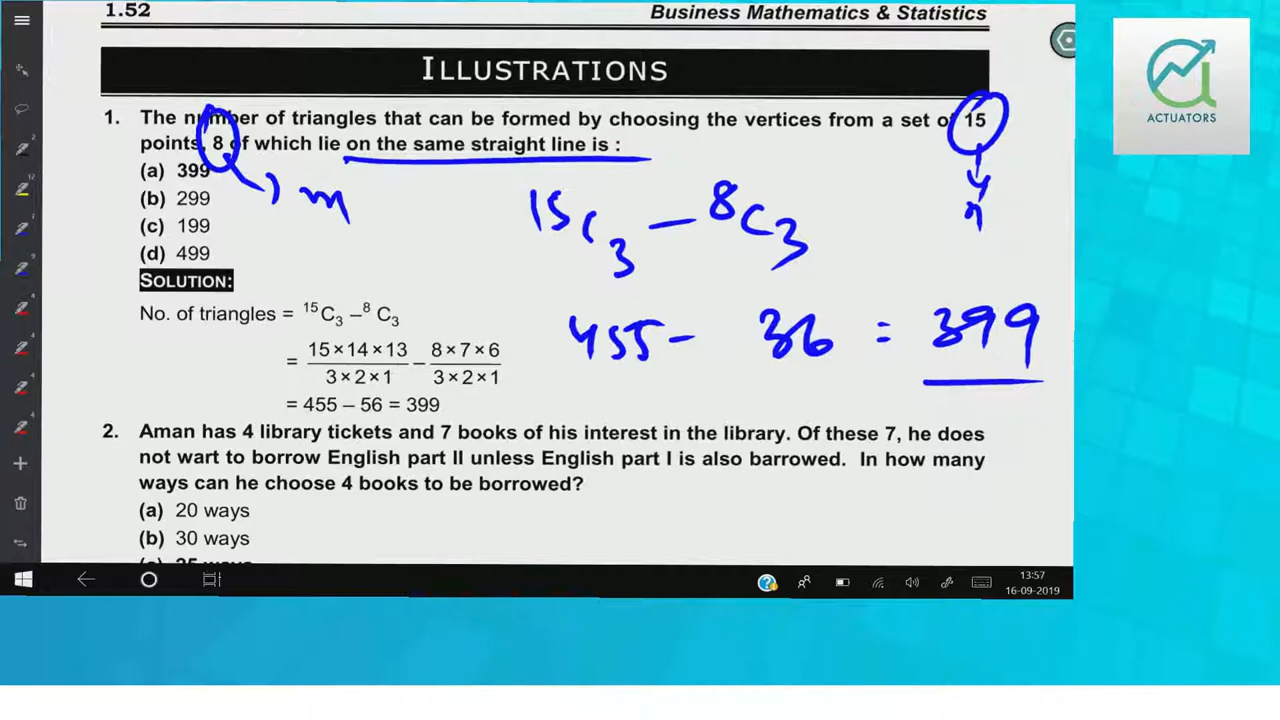 1.52 Business Mathematics & Statistics
ILLUSTRATIONS
1. The number of triangles that can be formed by choosing the vertices from a set of 15
points, 8 of which lie on the same straight line is :
(a) 399
(b) 299
(c) 199
(d) 499
m
n
15C3 – 8C3
SOLUTION:
No. of triangles = 15C3 –8 C3
= 15×14×13 / 3×2×1 – 8×7×6 / 3×2×1
= 455 – 56 = 399
455 - 36 = 399
2. Aman has 4 library tickets and 7 books of his interest in the library. Of these 7, he does
not wart to borrow English part II unless English part I is also barrowed. In how many
ways can he choose 4 books to be borrowed?
(a) 20 ways
(b) 30 ways
ACTUATORS
13:57
16-09-2019